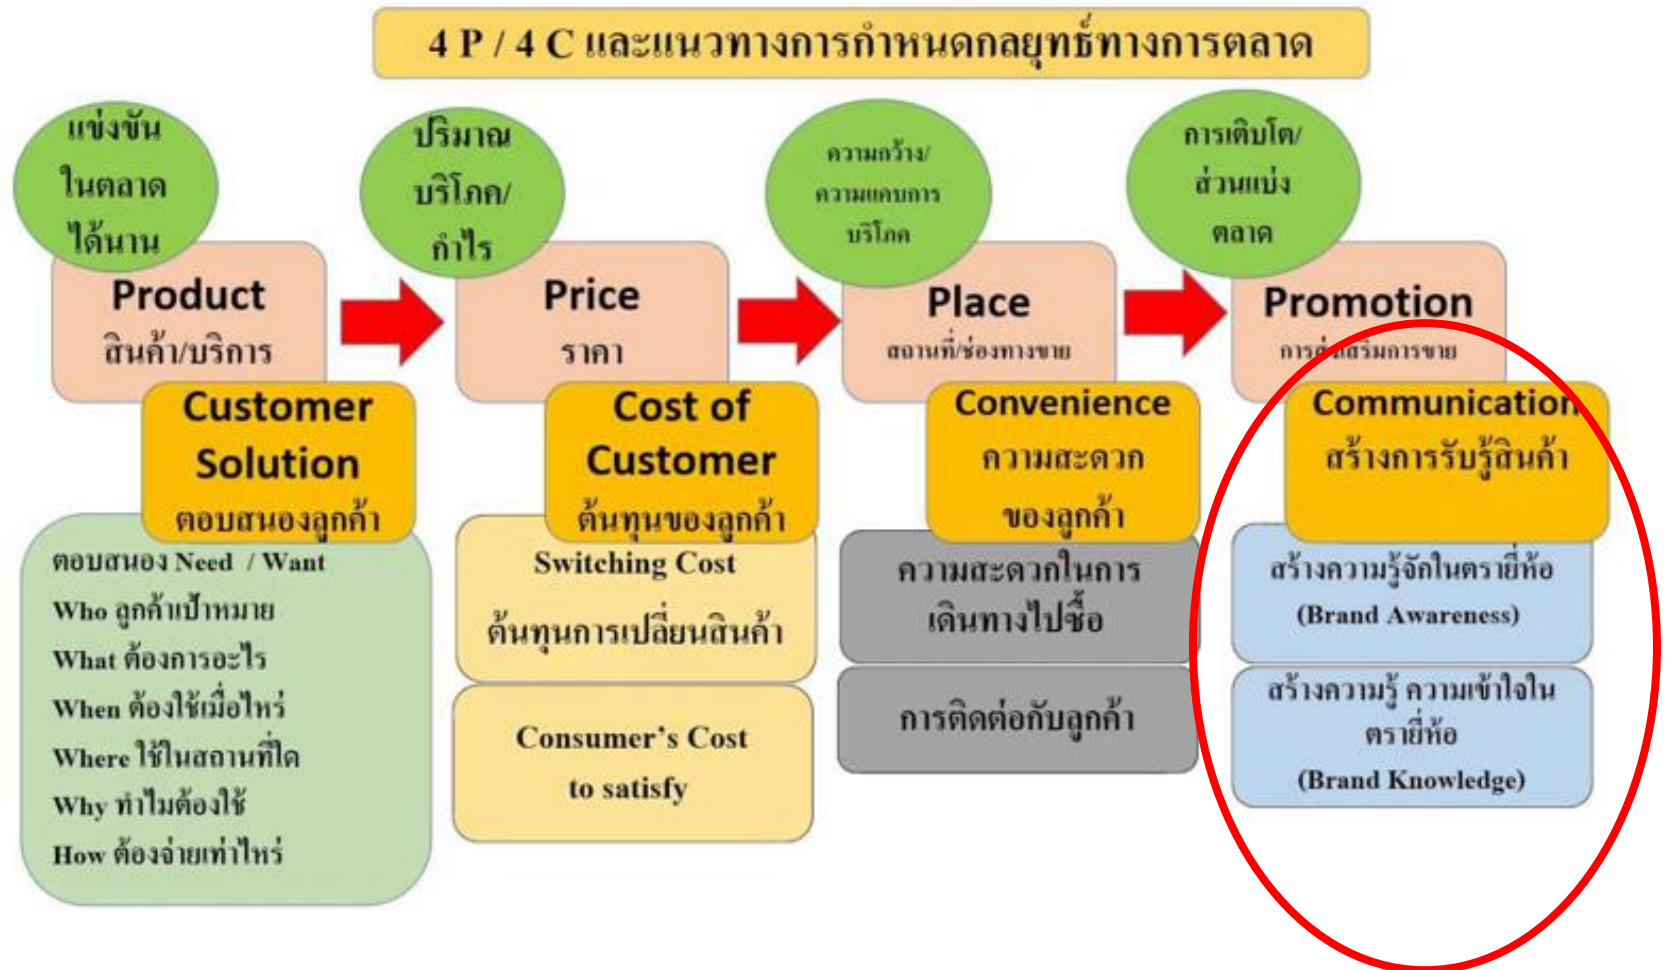 4 P / 4 C และแนวทางการกำหนดกลยุทธ์ทางการตลาด
แข่งขัน
ในตลาด
ได้นาน
Product
สินค้า/บริการ
Customer
Solution
ตอบสนองลูกค้า
ตอบสนอง Need / Want
Who ลูกค้าเป้าหมาย
What ต้องการอะไร
When ต้องใช้เมื่อไหร่
Where ใช้ในสถานที่ใด
Why ทำไมต้องใช้
How ต้องจ่ายเท่าไหร่
ปริมาณ
บริโภค/
กำไร
Price
ราคา
Cost of
Customer
ต้นทุนของลูกค้า
Switching Cost
ต้นทุนการเปลี่ยนสินค้า
Consumer's Cost
to satisfy
ความกว้าง/
ความแคบการ
บริโภค
Place
สถานที่/ช่องทางขาย
Convenience
ความสะดวก
ของลูกค้า
ความสะดวกในการ
เดินทางไปซื้อ
การติดต่อกับลูกค้า
การเติบโต/
ส่วนแบ่ง
ตลาด
Promotion
การส่งเสริมการขาย
Communication
สร้างการรับรู้สินค้า
สร้างความรู้จักในตรายี่ห้อ
(Brand Awareness)
สร้างความรู้ ความเข้าใจใน
ตรายี่ห้อ
(Brand Knowledge)